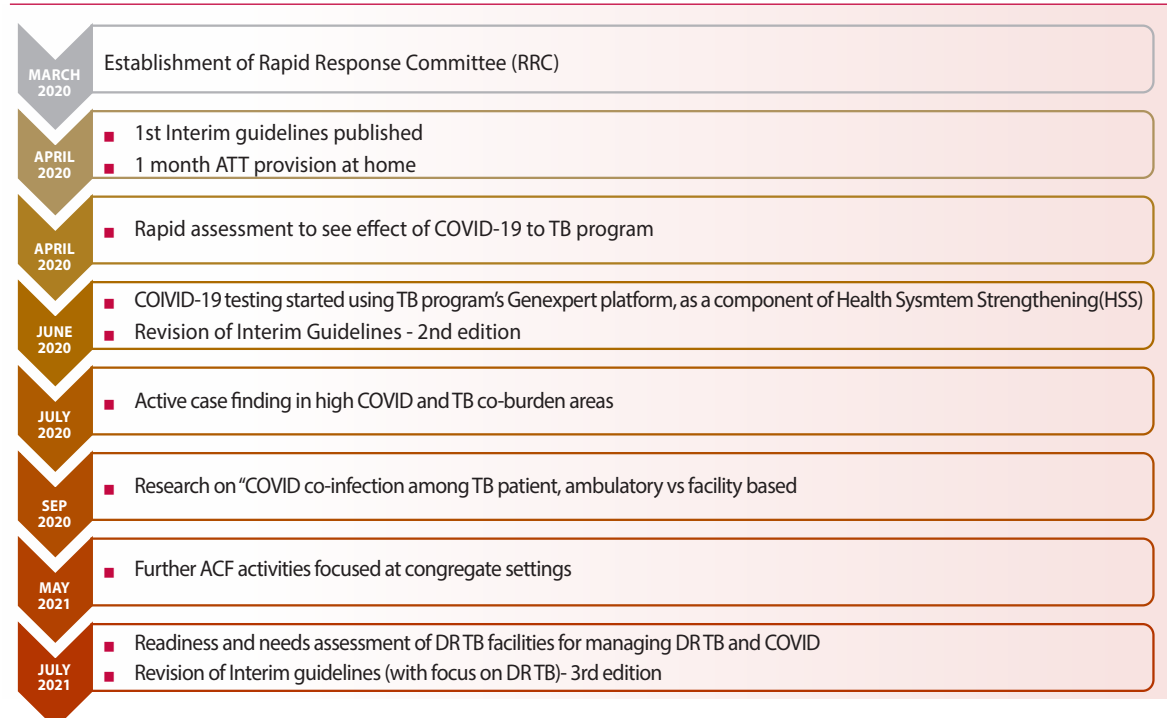 MARCH
2020
Establishment of Rapid Response Committee (RRC)
APRIL
2020
1st Interim guidelines published
1 month ATT provision at home
APRIL
2020
Rapid assessment to see effect of COVID-19 to TB program
JUNE
2020
COIVID-19 testing started using TB program's Genexpert platform, as a component of Health Sysmtem Strengthening(HSS)
Revision of Interim Guidelines - 2nd edition
JULY
2020
Active case finding in high COVID and TB co-burden areas
SEP
2020
Research on “COVID co-infection among TB patient, ambulatory vs facility based
MAY
2021
Further ACF activities focused at congregate settings
JULY
2021
Readiness and needs assessment of DR TB facilities for managing DR TB and COVID
Revision of Interim guidelines (with focus on DR TB)- 3rd edition